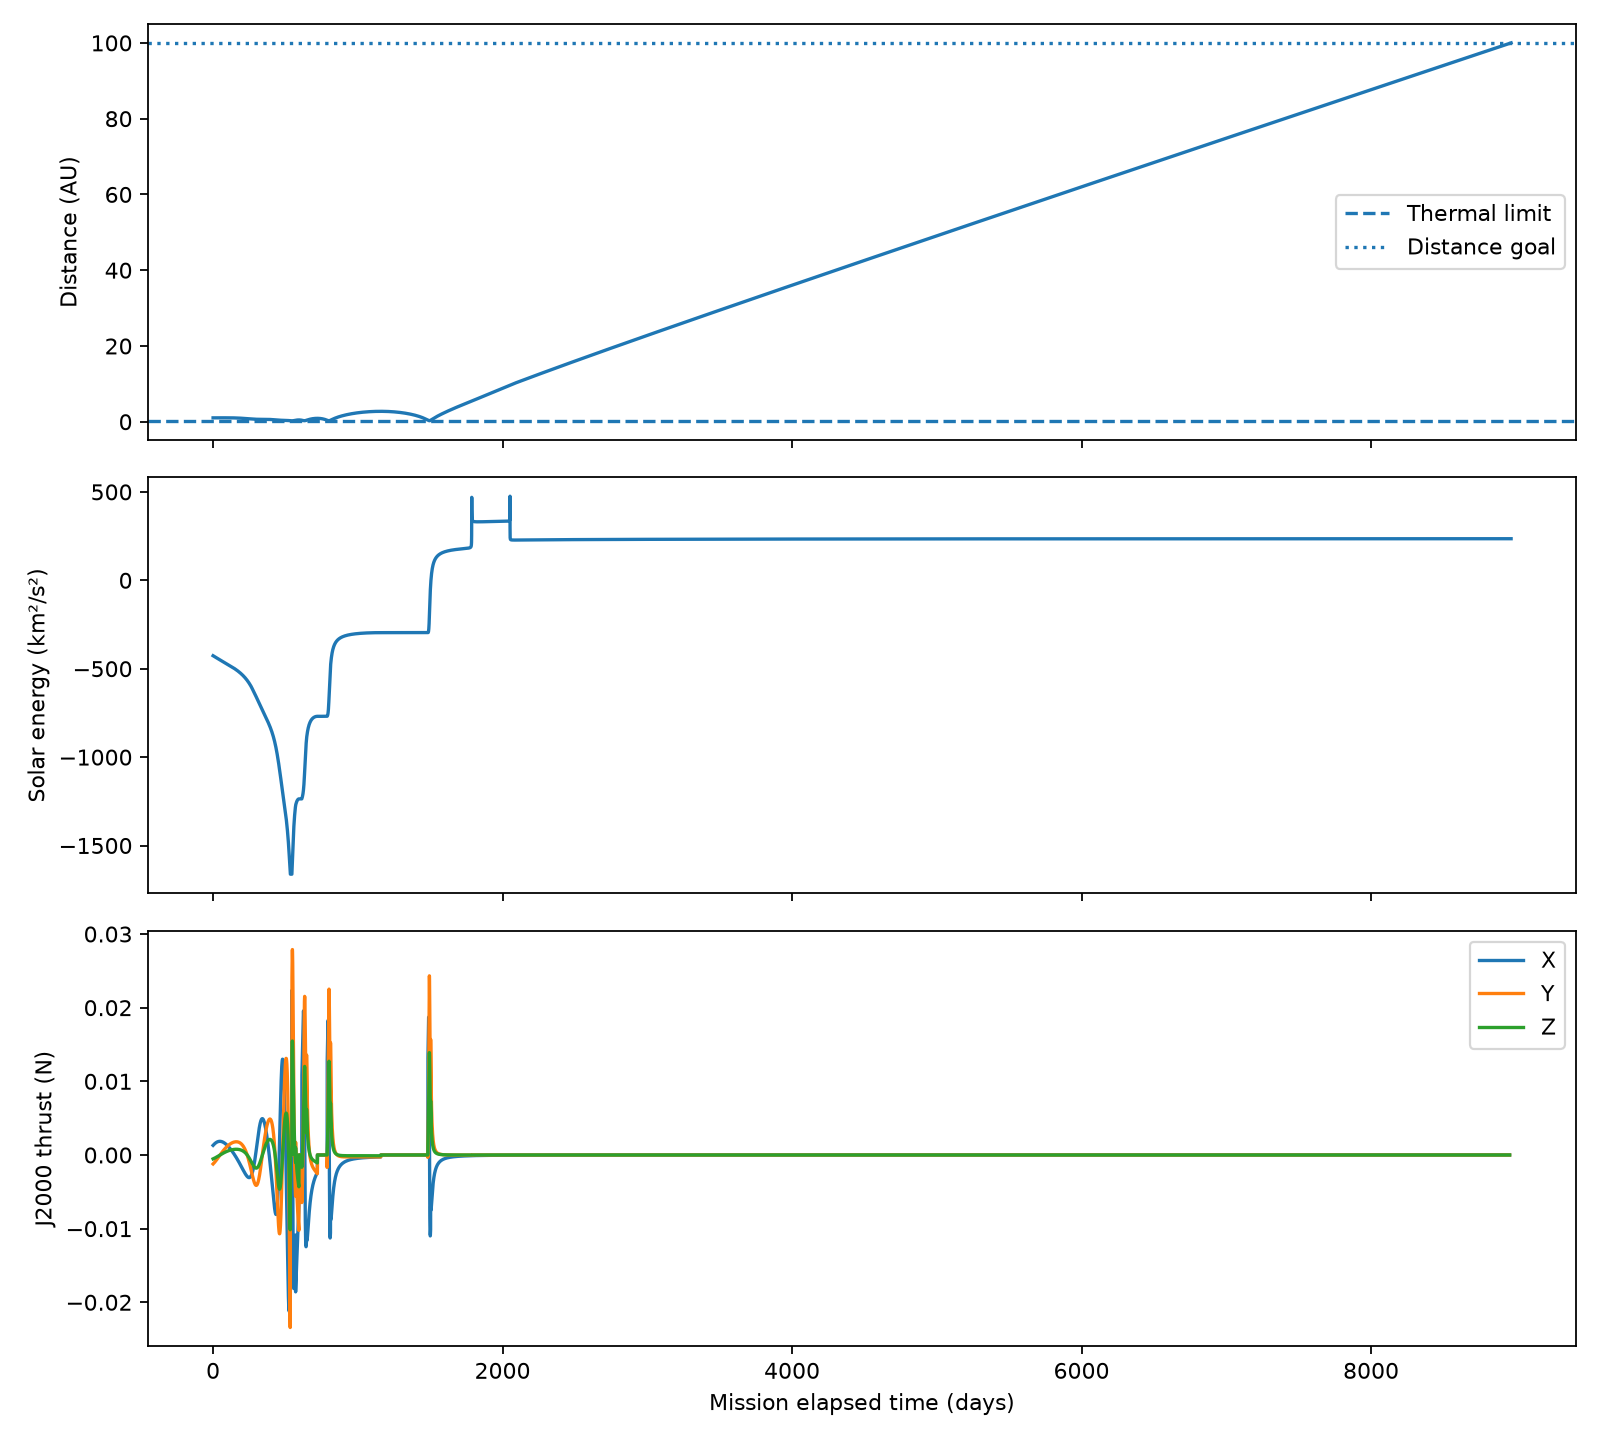 100
80
60
40
20
0
Distance (AU)
Thermal limit
Distance goal
500
0
−500
−1000
−1500
Solar energy (km²/s²)
0.03
0.02
0.01
0.00
−0.01
−0.02
J2000 thrust (N)
X
Y
Z
0 2000 4000 6000 8000
Mission elapsed time (days)